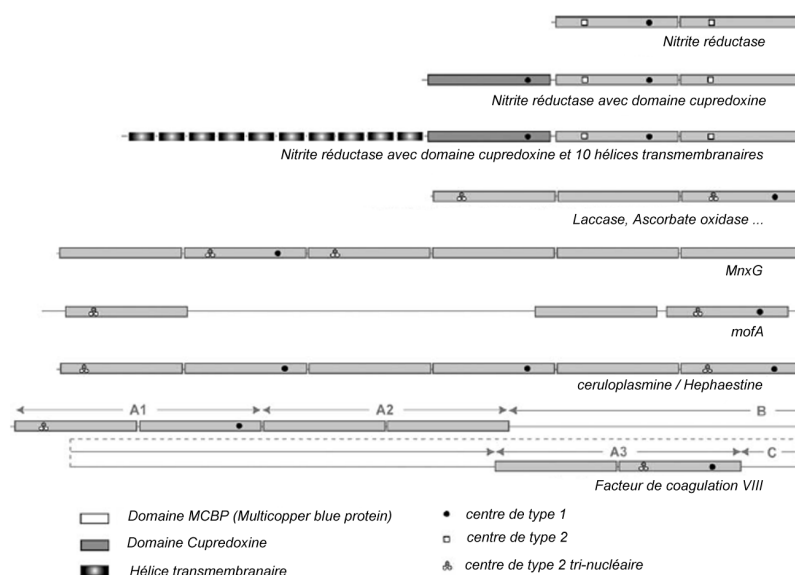 Nitrite réductase
Nitrite réductase avec domaine cupredoxine
Nitrite réductase avec domaine cupredoxine et 10 hélices transmembranaires
Laccase, Ascorbate oxidase ...
MnxG
mofA
ceruloplasmine / Hephaestine
A1 A2 B
A3 C
Facteur de coagulation VIII
Domaine MCBP (Multicopper blue protein)
Domaine Cupredoxine
Hélice transmembranaire
centre de type 1
centre de type 2
centre de type 2 tri-nucléaire